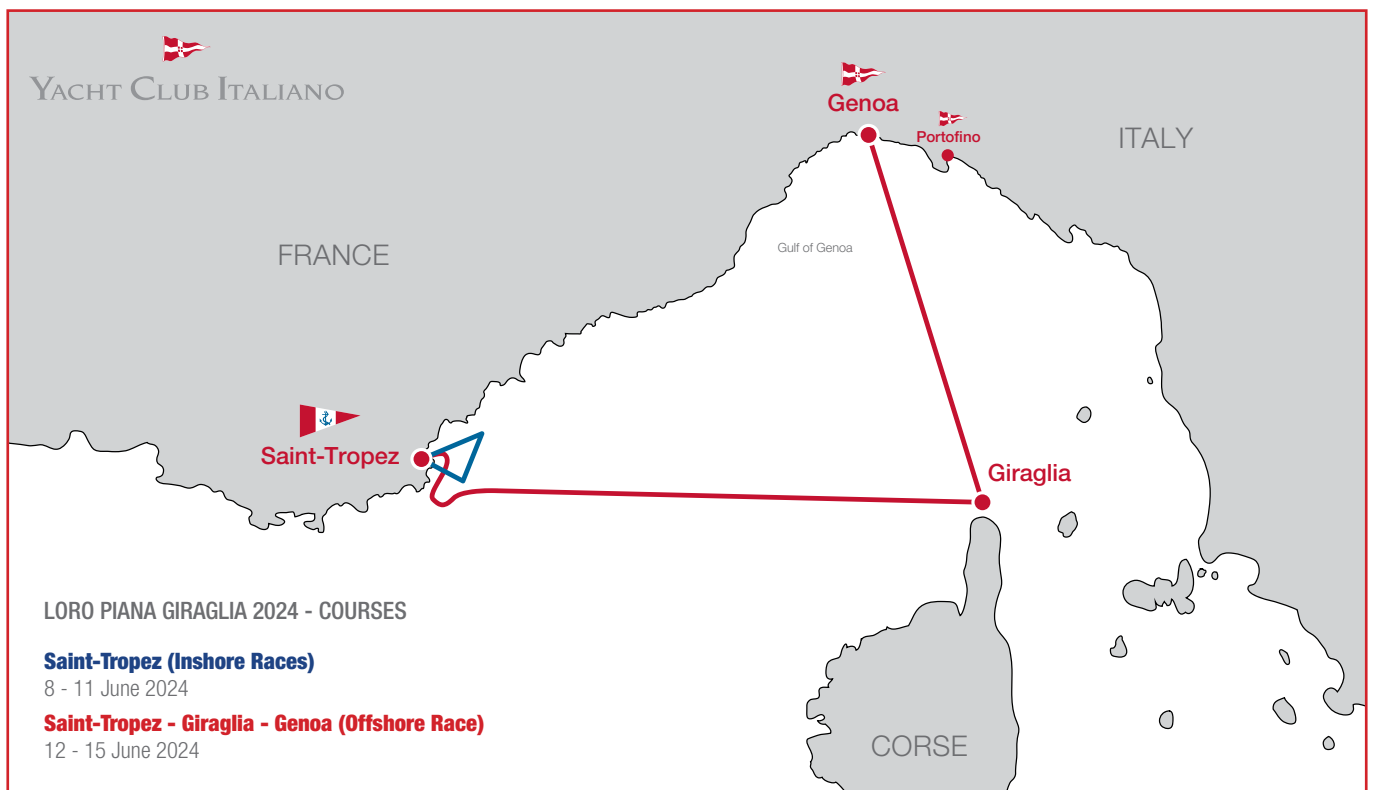 YACHT CLUB ITALIANO
Genoa
Portofino
ITALY
FRANCE
Gulf of Genoa
Saint-Tropez
Giraglia
LORO PIANA GIRAGLIA 2024 - COURSES
Saint-Tropez (Inshore Races)
8 - 11 June 2024
Saint-Tropez - Giraglia - Genoa (Offshore Race)
12 - 15 June 2024
CORSE